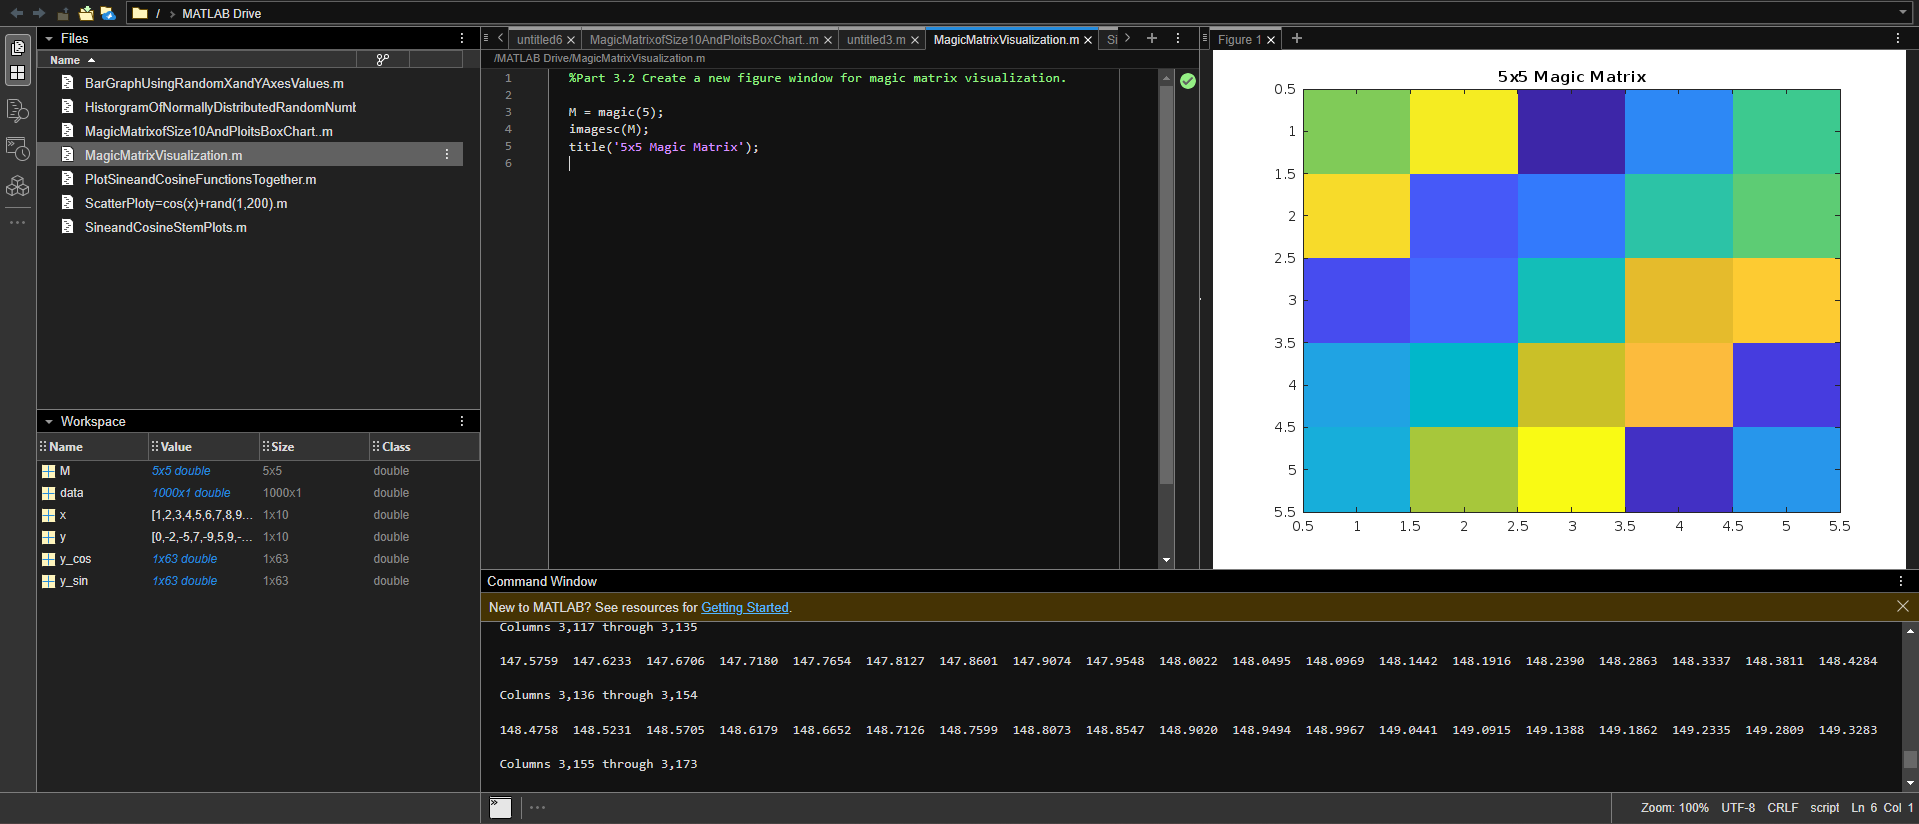 / › MATLAB Drive
Files
Name
BarGraphUsingRandomXandYAxesValues.m
HistorgramOfNormallyDistributedRandomNumb
MagicMatrixofSize10AndPloitsBoxChart..m
MagicMatrixVisualization.m
PlotSineandCosineFunctionsTogether.m
ScatterPloty=cos(x)+rand(1,200).m
SineandCosineStemPlots.m
Workspace
Name Value Size Class
M 5x5 double 5x5 double
data 1000x1 double 1000x1 double
x [1,2,3,4,5,6,7,8,9... 1x10 double
y [0,-2,-5,7,-9,5,9,-... 1x10 double
y_cos 1x63 double 1x63 double
y_sin 1x63 double 1x63 double
untitled6 MagicMatrixofSize10AndPloitsBoxChart..m untitled3.m MagicMatrixVisualization.m Si
/MATLAB Drive/MagicMatrixVisualization.m
1 %Part 3.2 Create a new figure window for magic matrix visualization.
2
3 M = magic(5);
4 imagesc(M);
5 title('5x5 Magic Matrix');
6
Figure 1
5x5 Magic Matrix
0.5
1
1.5
2
2.5
3
3.5
4
4.5
5
5.5
0.5 1 1.5 2 2.5 3 3.5 4 4.5 5 5.5
Command Window
New to MATLAB? See resources for Getting Started.
Columns 3,117 through 3,135
147.5759 147.6233 147.6706 147.7180 147.7654 147.8127 147.8601 147.9074 147.9548 148.0022 148.0495 148.0969 148.1442 148.1916 148.2390 148.2863 148.3337 148.3811 148.4284
Columns 3,136 through 3,154
148.4758 148.5231 148.5705 148.6179 148.6652 148.7126 148.7599 148.8073 148.8547 148.9020 148.9494 148.9967 149.0441 149.0915 149.1388 149.1862 149.2335 149.2809 149.3283
Columns 3,155 through 3,173
Zoom: 100% UTF-8 CRLF script Ln 6 Col 1